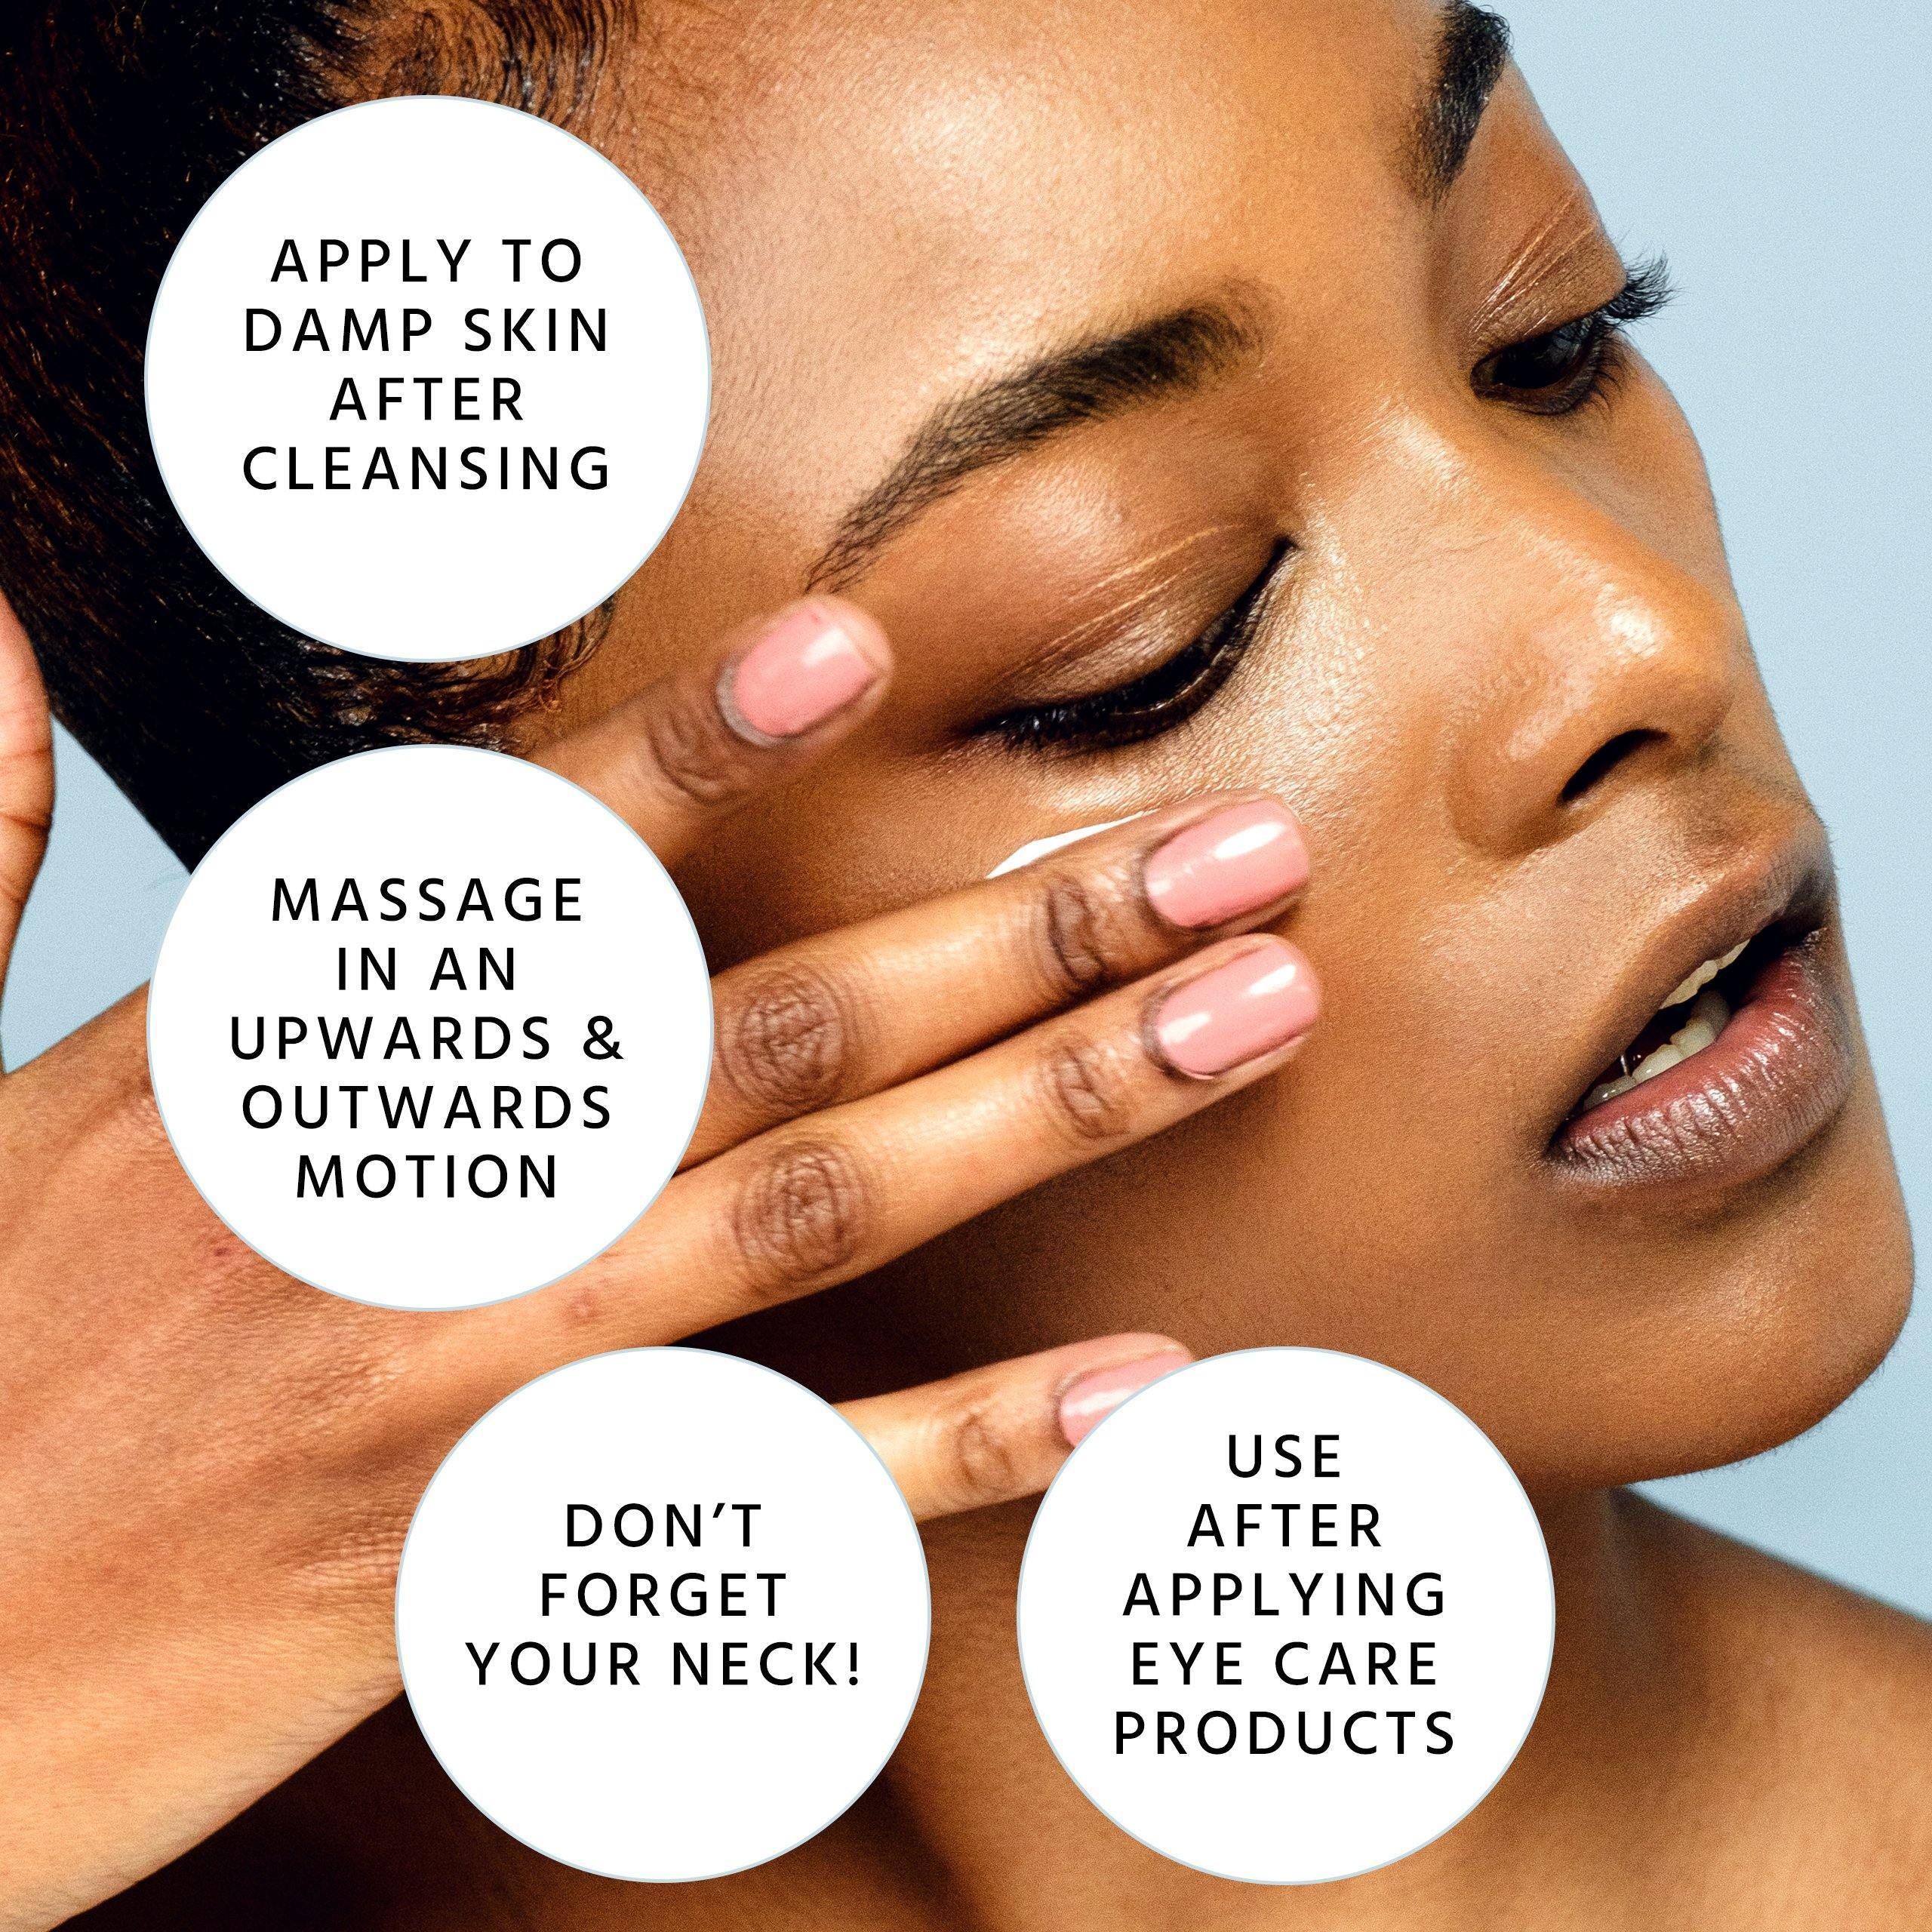 APPLY TO
DAMP SKIN
AFTER
CLEANSING
MASSAGE
IN AN
UPWARDS &
OUTWARDS
MOTION
DON'T
FORGET
YOUR NECK!
USE
AFTER
APPLYING
EYE CARE
PRODUCTS